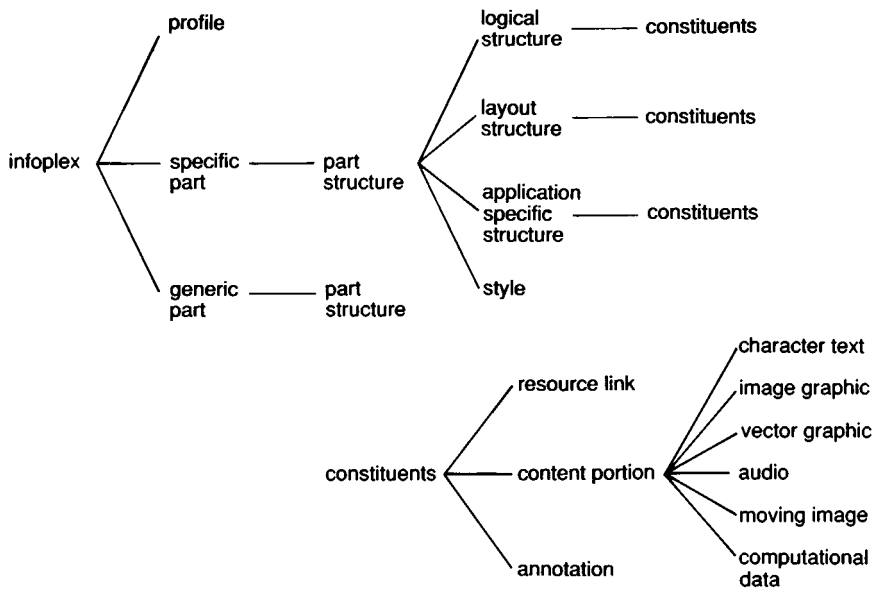 profile
logical
structure
constituents
layout
structure
constituents
infoplex
specific
part
part
structure
application
specific
structure
constituents
generic
part
part
structure
style
character text
resource link
image graphic
vector graphic
constituents
content portion
audio
moving image
annotation
computational
data